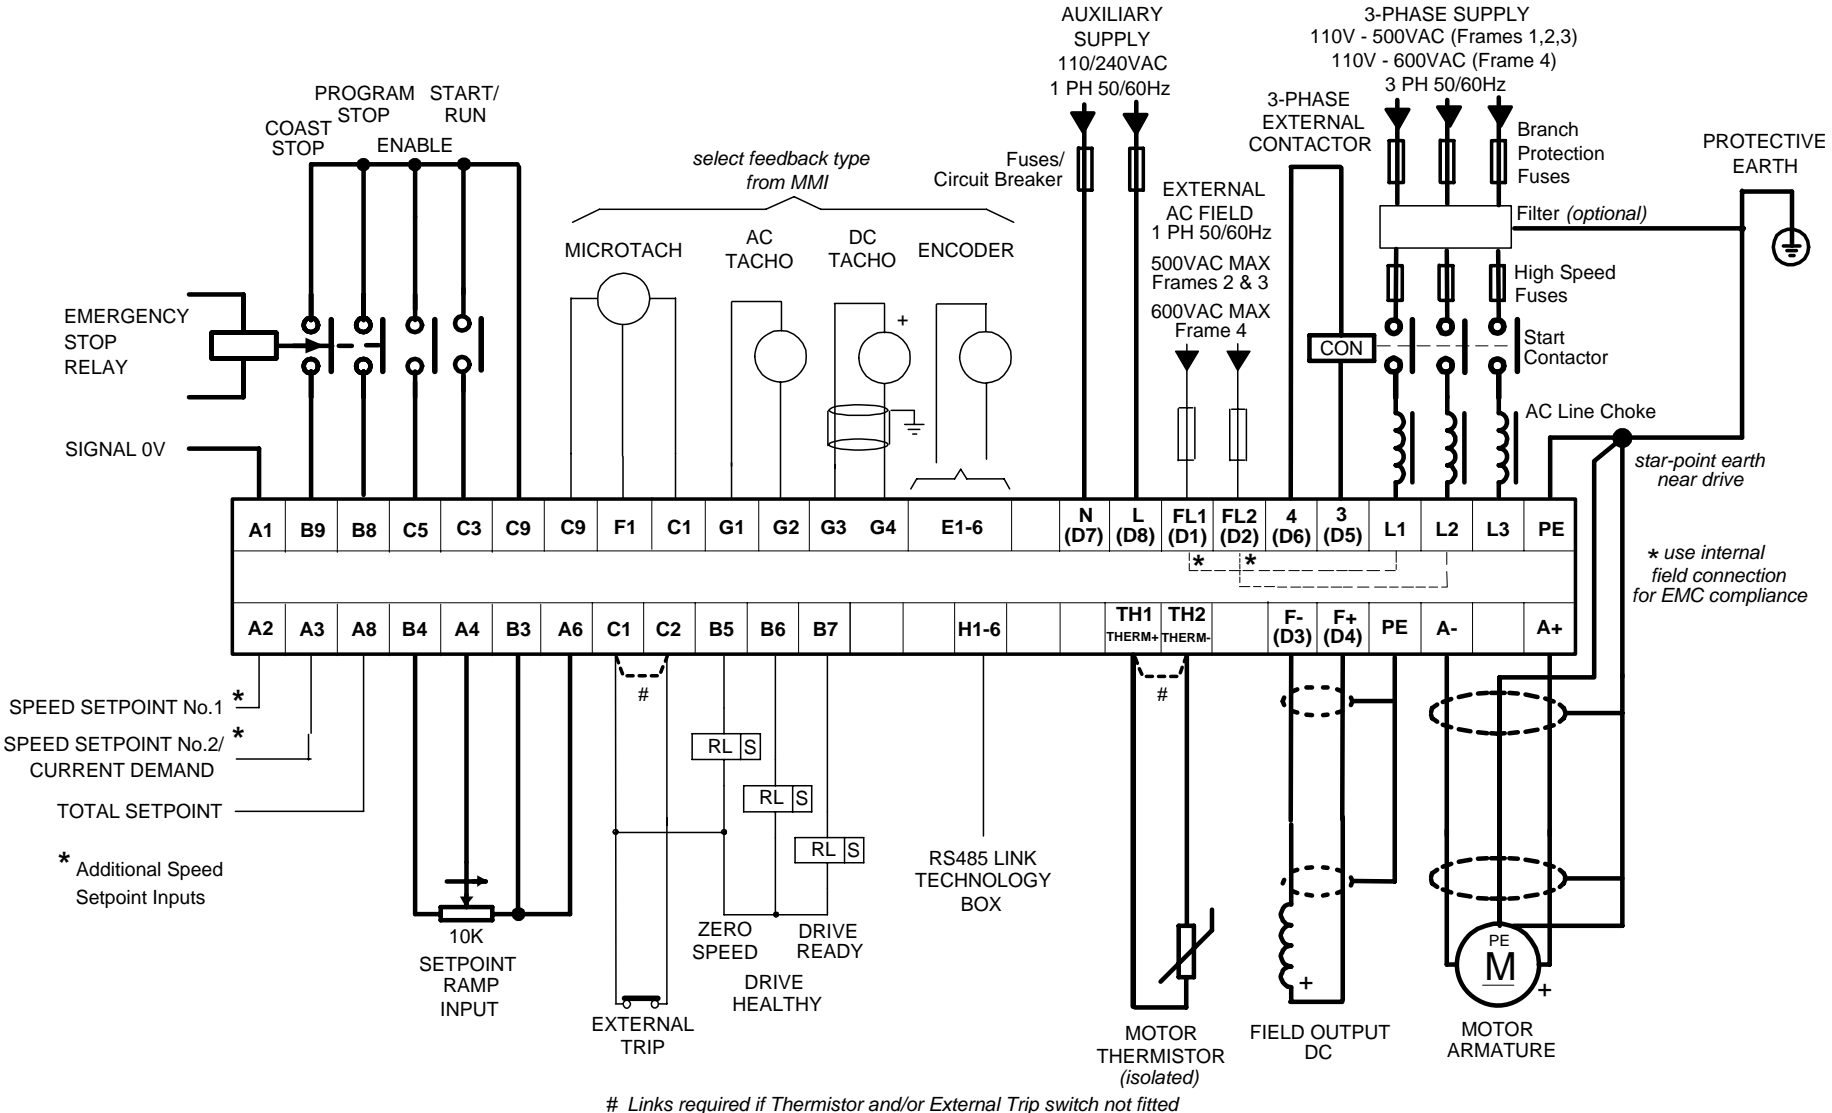 AUXILIARY
SUPPLY
110/240VAC
1 PH 50/60Hz
3-PHASE SUPPLY
110V - 500VAC (Frames 1,2,3)
110V - 600VAC (Frame 4)
3 PH 50/60Hz
PROGRAM
STOP
START/
RUN
COAST
STOP
ENABLE
3-PHASE
EXTERNAL
CONTACTOR
Branch
Protection
Fuses
PROTECTIVE
EARTH
select feedback type
from MMI
Fuses/
Circuit Breaker
EXTERNAL
AC FIELD
1 PH 50/60Hz
500VAC MAX
Frames 2 & 3
600VAC MAX
Frame 4
Filter (optional)
MICROTACH
AC
TACHO
DC
TACHO
ENCODER
High Speed
Fuses
EMERGENCY
STOP
RELAY
+
CON
Start
Contactor
AC Line Choke
SIGNAL 0V
star-point earth
near drive
A1 B9 B8 C5 C3 C9 C9 F1 C1 G1 G2 G3 G4 E1-6 N (D7) L (D8) FL1 (D1) FL2 (D2) 4 (D6) 3 (D5) L1 L2 L3 PE
* *
* use internal
field connection
for EMC compliance
A2 A3 A8 B4 A4 B3 A6 C1 C2 B5 B6 B7 H1-6 TH1 THERM+ TH2 THERM- F- (D3) F+ (D4) PE A- A+
# #
SPEED SETPOINT No.1 *
SPEED SETPOINT No.2/ *
CURRENT DEMAND
TOTAL SETPOINT
* Additional Speed
Setpoint Inputs
RL S
RL S
RL S
10K
SETPOINT
RAMP
INPUT
EXTERNAL
TRIP
ZERO
SPEED
DRIVE
HEALTHY
DRIVE
READY
RS485 LINK
TECHNOLOGY
BOX
MOTOR
THERMISTOR
(isolated)
+
FIELD OUTPUT
DC
PE
M
+
MOTOR
ARMATURE
# Links required if Thermistor and/or External Trip switch not fitted